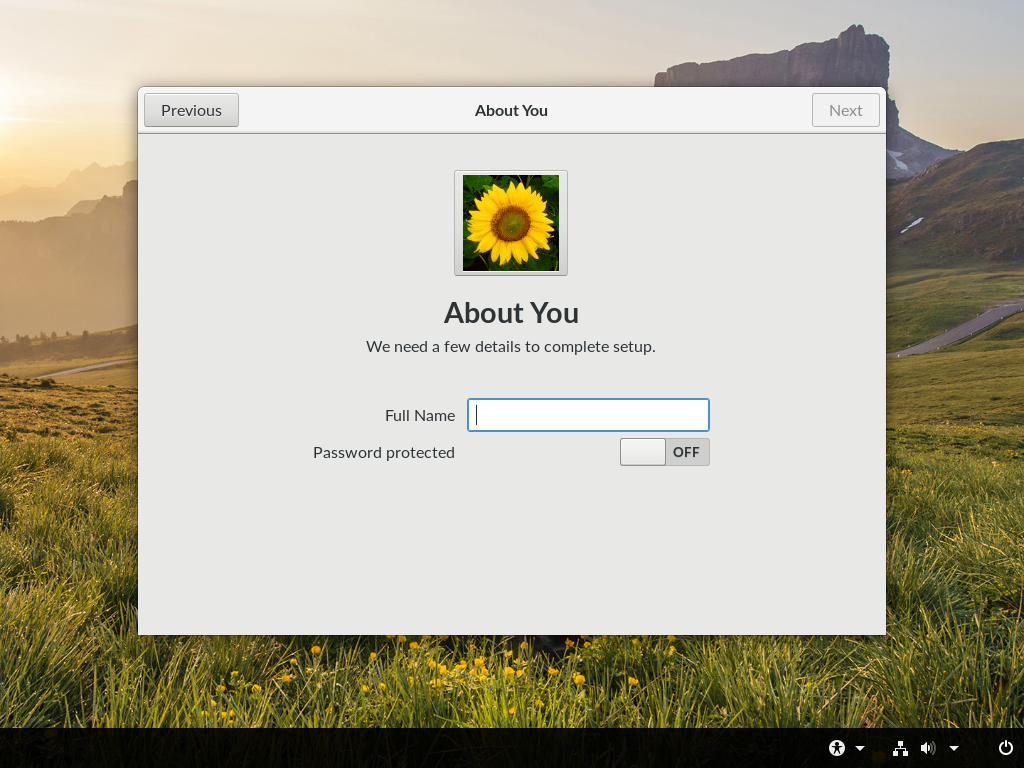 Previous
About You
Next
About You
We need a few details to complete setup.
Full Name
Password protected
OFF